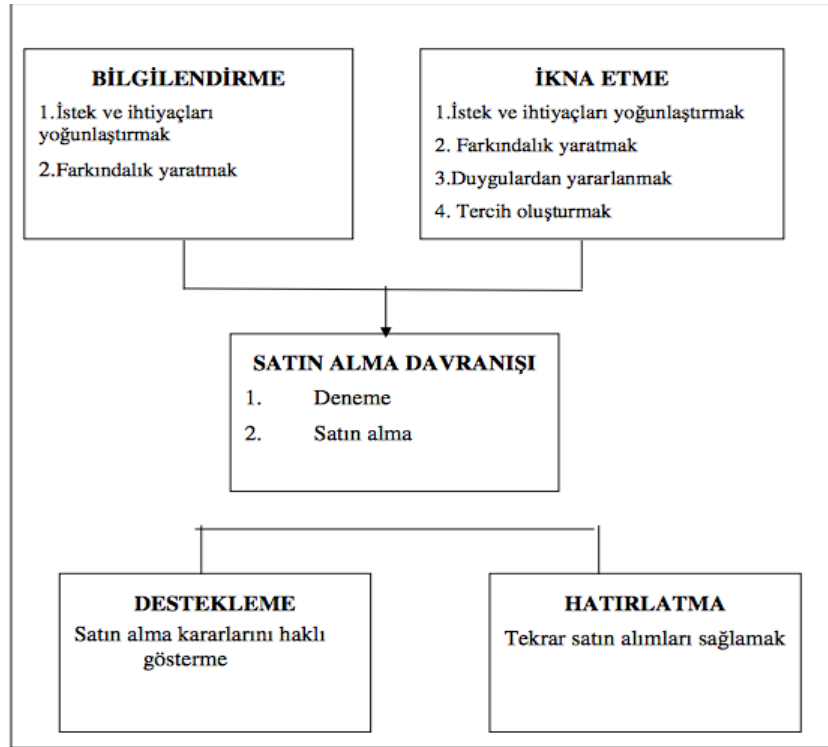 BİLGİLENDİRME
1.İstek ve ihtiyaçları
yoğunlaştırmak
2.Farkındalık yaratmak
İKNA ETME
1.İstek ve ihtiyaçları yoğunlaştırmak
2. Farkındalık yaratmak
3.Duygulardan yararlanmak
4. Tercih oluşturmak
SATIN ALMA DAVRANIŞI
1. Deneme
2. Satın alma
DESTEKLEME
Satın alma kararlarını haklı
gösterme
HATIRLATMA
Tekrar satın alımları sağlamak